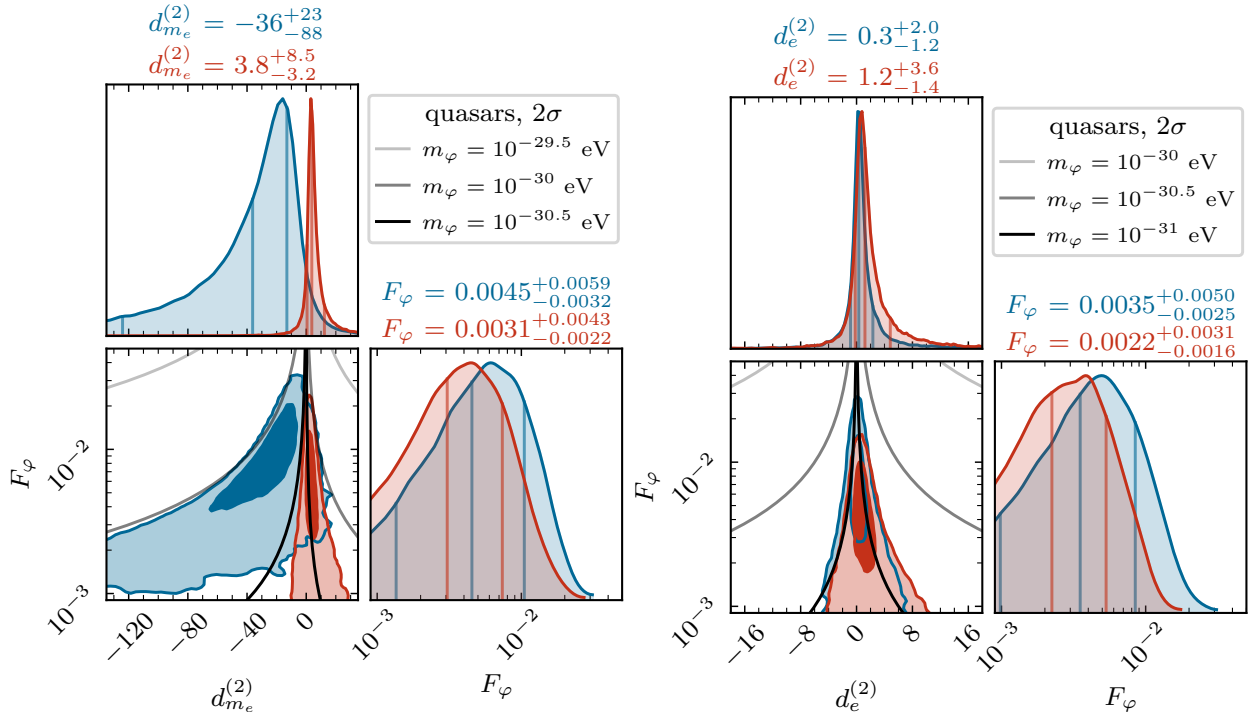 d_{m_e}^{(2)} = −36^{+23}_{−88}
d_{m_e}^{(2)} = 3.8^{+8.5}_{−3.2}
quasars, 2σ
m_φ = 10^{−29.5} eV
m_φ = 10^{−30} eV
m_φ = 10^{−30.5} eV
F_φ = 0.0045^{+0.0059}_{−0.0032}
F_φ = 0.0031^{+0.0043}_{−0.0022}
F_φ
10^{−2}
10^{−3}
−120
−80
−40
0
d_{m_e}^{(2)}
10^{−3}
10^{−2}
F_φ
d_e^{(2)} = 0.3^{+2.0}_{−1.2}
d_e^{(2)} = 1.2^{+3.6}_{−1.4}
quasars, 2σ
m_φ = 10^{−30} eV
m_φ = 10^{−30.5} eV
m_φ = 10^{−31} eV
F_φ = 0.0035^{+0.0050}_{−0.0025}
F_φ = 0.0022^{+0.0031}_{−0.0016}
F_φ
10^{−2}
10^{−3}
−16
−8
0
8
16
d_e^{(2)}
10^{−3}
10^{−2}
F_φ